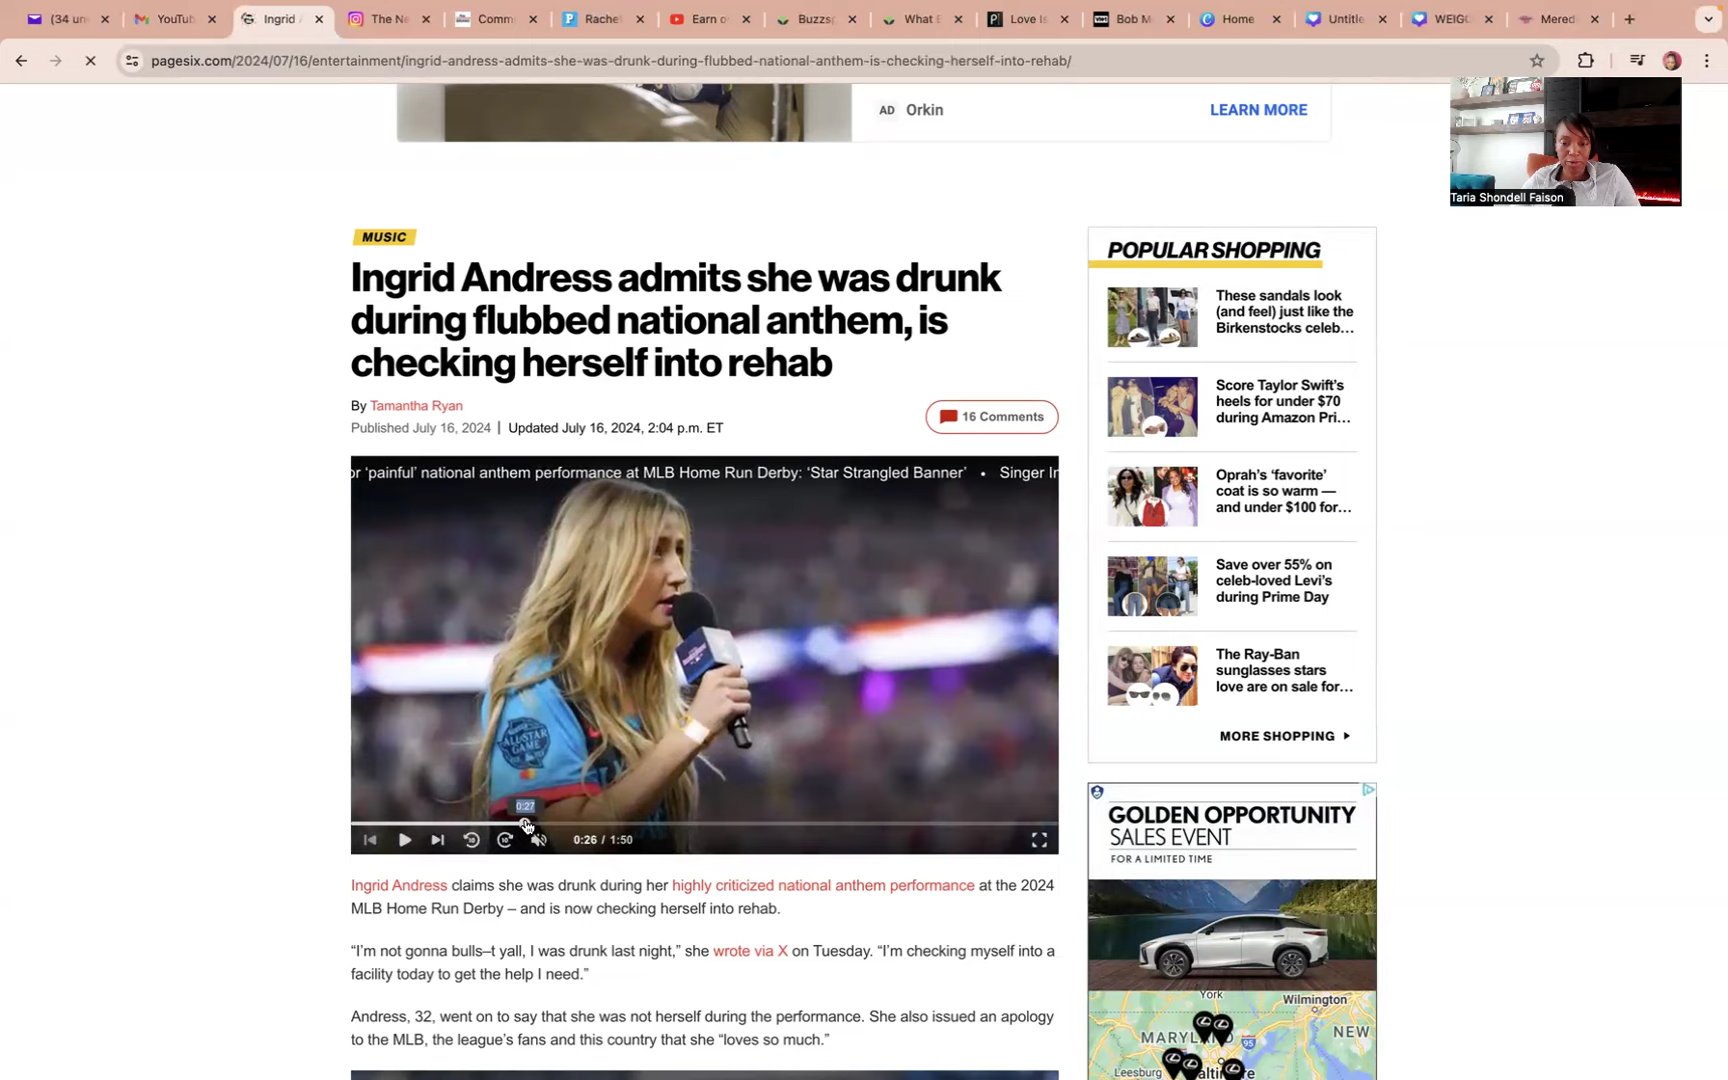 (34 un
YouTub
Ingrid A
The Ne
Comm
Rache
Earn o
Buzzs
What
Love Is
Bob M
Home
Untitle
WEIGG
Mered
pagesix.com/2024/07/16/entertainment/ingrid-andress-admits-she-was-drunk-during-flubbed-national-anthem-is-checking-herself-into-rehab/
AD Orkin
LEARN MORE
Taria Shondell Faison
MUSIC
Ingrid Andress admits she was drunk
during flubbed national anthem, is
checking herself into rehab
By Tamantha Ryan
Published July 16, 2024 | Updated July 16, 2024, 2:04 p.m. ET
16 Comments
or ‘painful’ national anthem performance at MLB Home Run Derby: ‘Star Strangled Banner’ • Singer In
ALL-STAR
GAME
0:27
10
10
0:26 / 1:50
Ingrid Andress claims she was drunk during her highly criticized national anthem performance at the 2024
MLB Home Run Derby – and is now checking herself into rehab.
“I’m not gonna bulls–t yall, I was drunk last night,” she wrote via X on Tuesday. “I’m checking myself into a
facility today to get the help I need.”
Andress, 32, went on to say that she was not herself during the performance. She also issued an apology
to the MLB, the league’s fans and this country that she “loves so much.”
POPULAR SHOPPING
These sandals look
(and feel) just like the
Birkenstocks celeb...
Score Taylor Swift’s
heels for under $70
during Amazon Pri...
Oprah’s ‘favorite’
coat is so warm —
and under $100 for...
Save over 55% on
celeb-loved Levi’s
during Prime Day
The Ray-Ban
sunglasses stars
love are on sale for...
MORE SHOPPING
GOLDEN OPPORTUNITY
SALES EVENT
FOR A LIMITED TIME
York
Wilmington
MARYLA
95
NEW
Leesburg
Baltimore